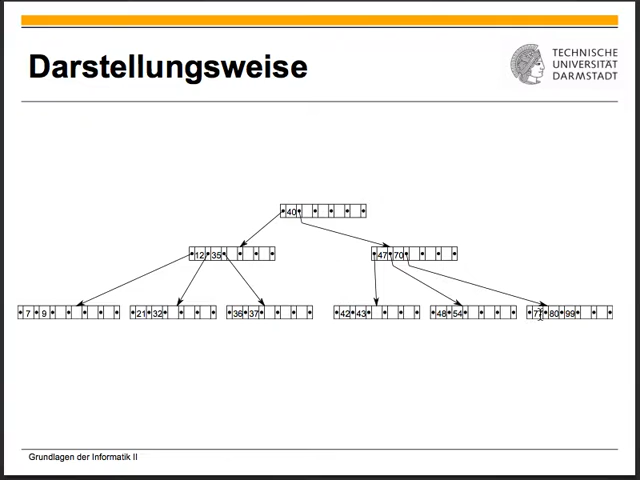 Darstellungsweise
TECHNISCHE
UNIVERSITÄT
DARMSTADT
40
12 35
47 70
7 9
21 32
36 37
42 43
48 54
80 99
Grundlagen der Informatik II